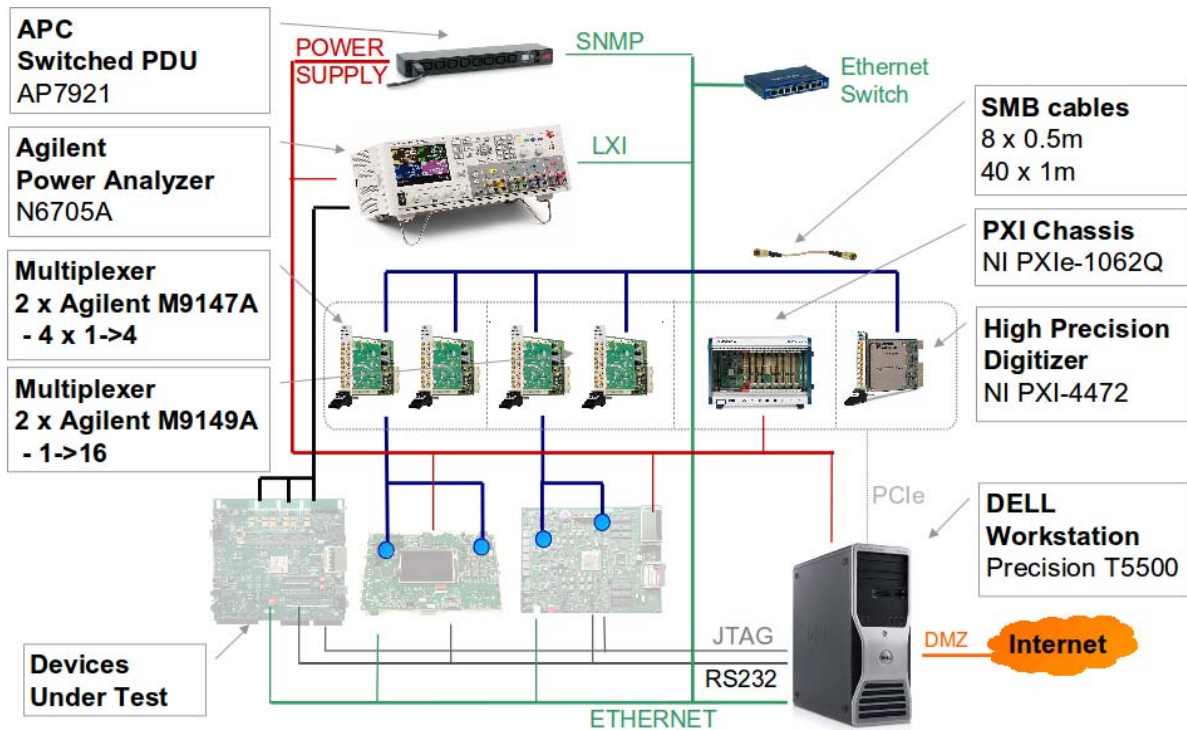 APC
Switched PDU
AP7921
POWER
SUPPLY
SNMP
Ethernet
Switch
SMB cables
8 x 0.5m
40 x 1m
Agilent
Power Analyzer
N6705A
LXI
PXI Chassis
NI PXIe-1062Q
Multiplexer
2 x Agilent M9147A
- 4 x 1->4
High Precision
Digitizer
NI PXI-4472
Multiplexer
2 x Agilent M9149A
- 1->16
PCIe
DELL
Workstation
Precision T5500
JTAG
RS232
DMZ
Internet
Devices
Under Test
ETHERNET